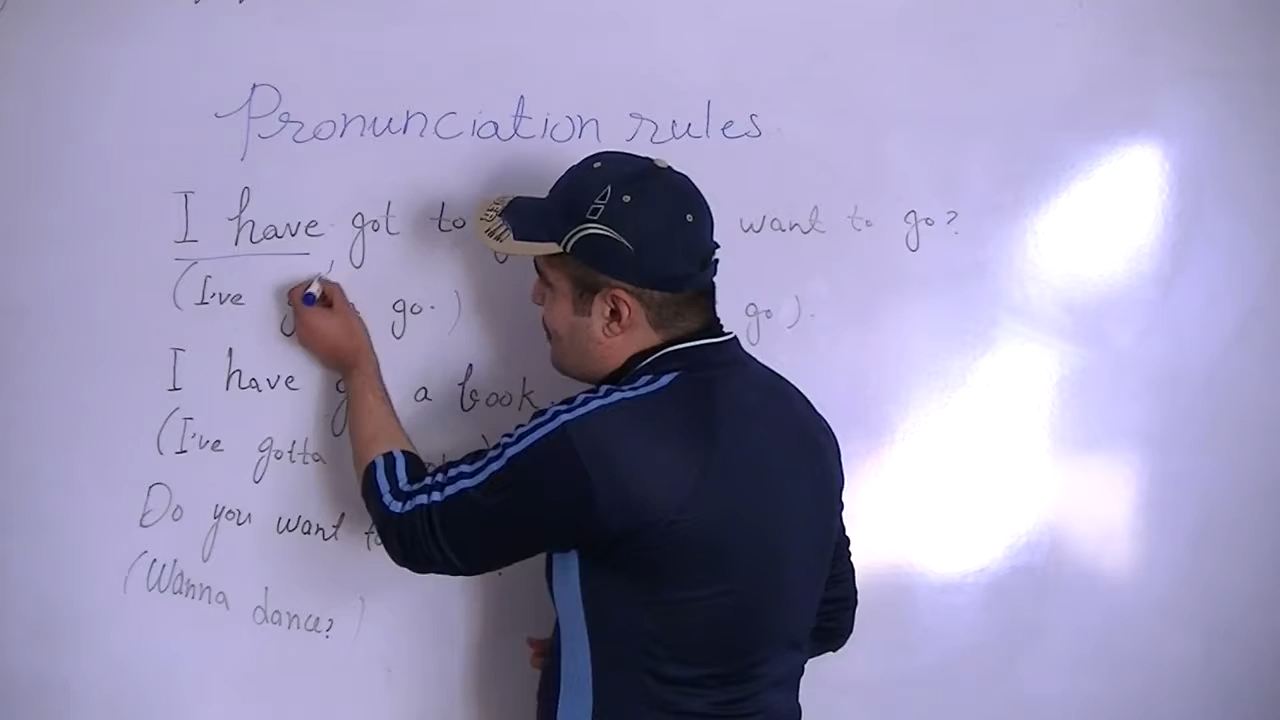 Pronunciation rules
I have got to want to go?
(I've go.) go).
I have a book.
(I've gotta
Do you want
(Wanna dance?)